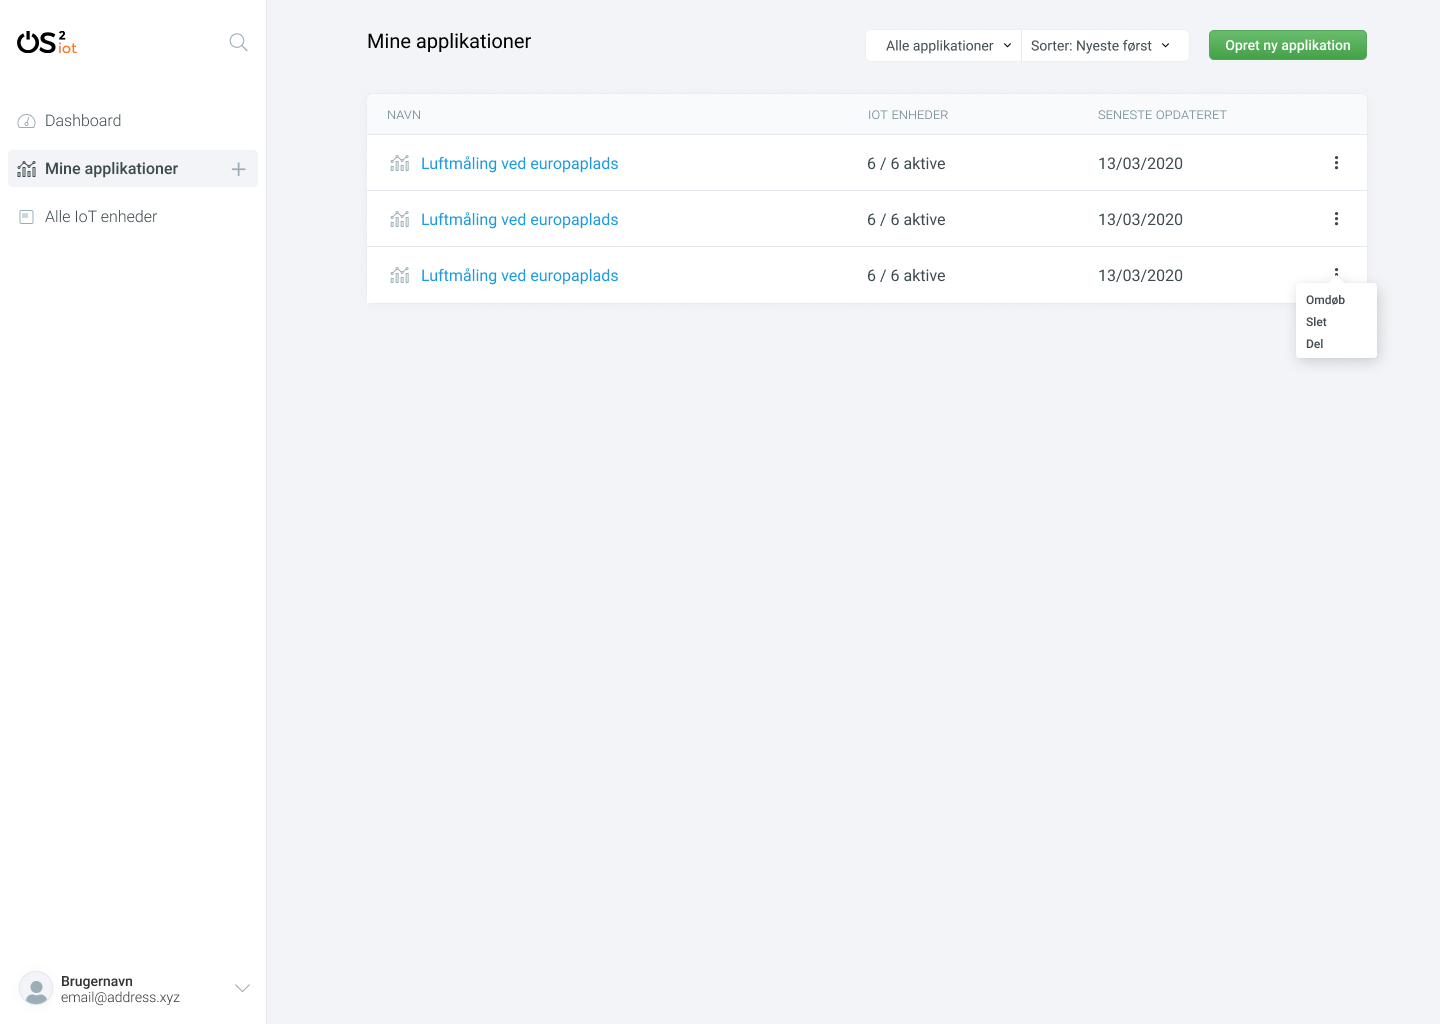 OS2
iot
Dashboard
Mine applikationer
Alle IoT enheder
Brugernavn
email@address.xyz
Mine applikationer
Alle applikationer
Sorter: Nyeste først
Opret ny applikation
NAVN IOT ENHEDER SENESTE OPDATERET
Luftmåling ved europaplads 6 / 6 aktive 13/03/2020
Luftmåling ved europaplads 6 / 6 aktive 13/03/2020
Luftmåling ved europaplads 6 / 6 aktive 13/03/2020
Omdøb
Slet
Del